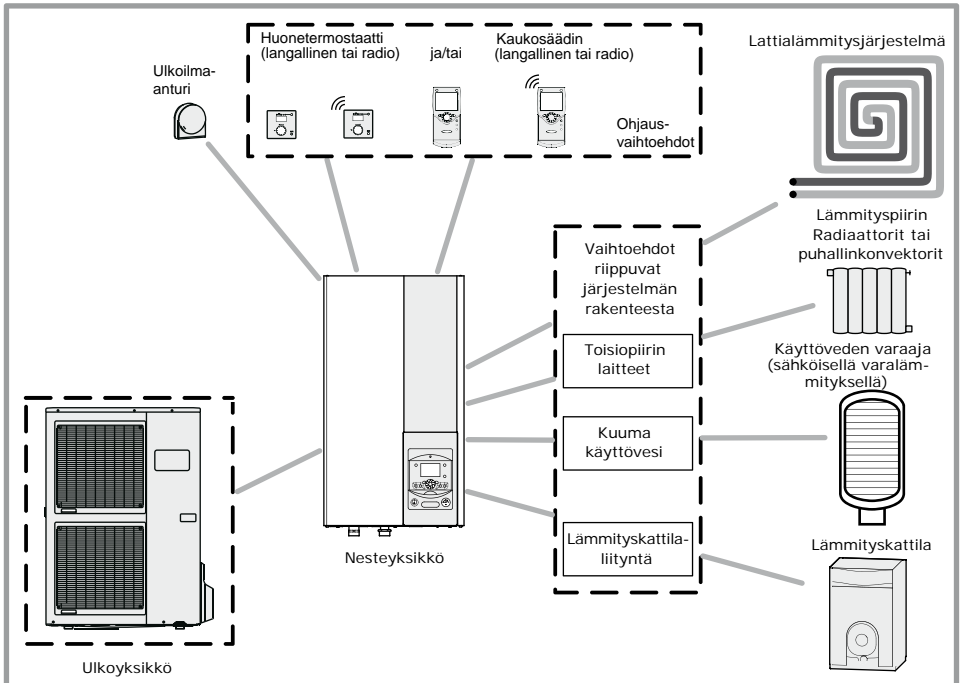 Huonetermostaatti
(langallinen tai radio)
ja/tai
Kaukosäädin
(langallinen tai radio)
Ohjaus-
vaihtoehdot
Ulkoilma-
anturi
Lattialämmitysjärjestelmä
Lämmityspiirin
Radiaattorit tai
puhallinkonvektorit
Vaihtoehdot
riippuvat
järjestelmän
rakenteesta
Toisiopiirin
laitteet
Kuuma
käyttövesi
Lämmityskattila-
liityntä
Käyttöveden varaaja
(sähköisellä varaläm-
mityksellä)
Lämmityskattila
Nesteyksikkö
Ulkoyksikkö